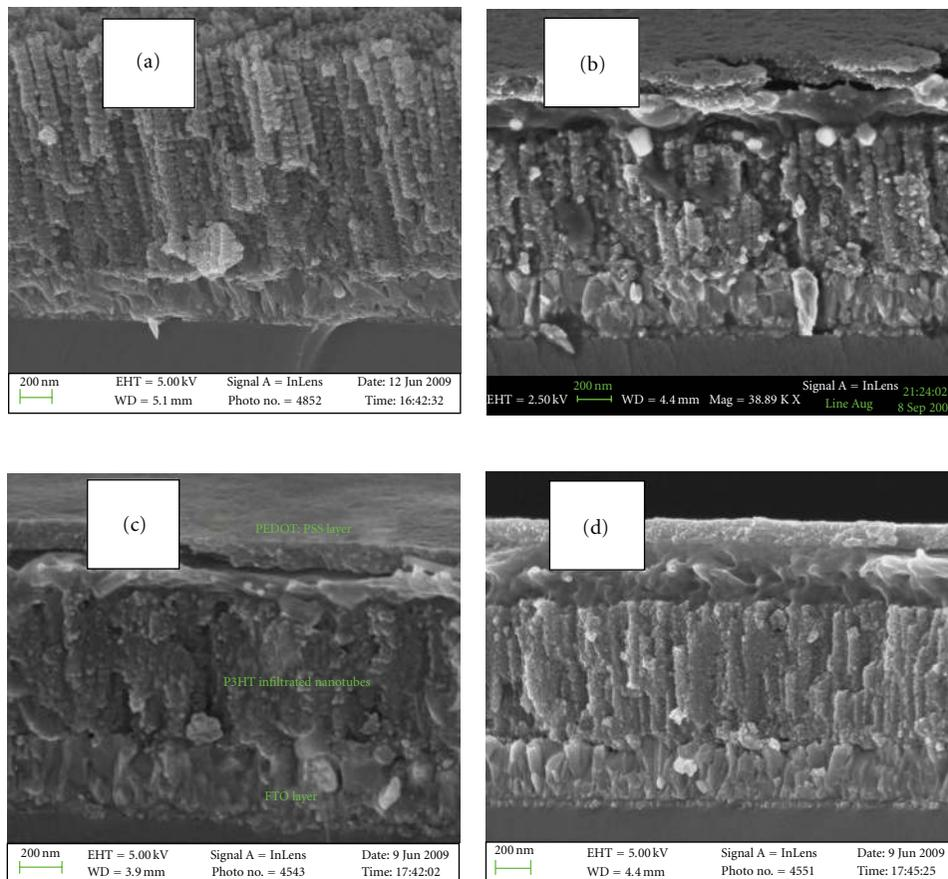 (a)
200 nm EHT = 5.00 kV Signal A = InLens Date: 12 Jun 2009
WD = 5.1 mm Photo no. = 4852 Time: 16:42:32
(b)
200 nm Signal A = InLens 21:24:02
EHT = 2.50 kV WD = 4.4 mm Mag = 38.89 K X Line Aug 8 Sep 200
(c)
PEDOT: PSS layer
P3HT infiltrated nanotubes
FTO layer
200 nm EHT = 5.00 kV Signal A = InLens Date: 9 Jun 2009
WD = 3.9 mm Photo no. = 4543 Time: 17:42:02
(d)
200 nm EHT = 5.00 kV Signal A = InLens Date: 9 Jun 2009
WD = 4.4 mm Photo no. = 4551 Time: 17:45:25